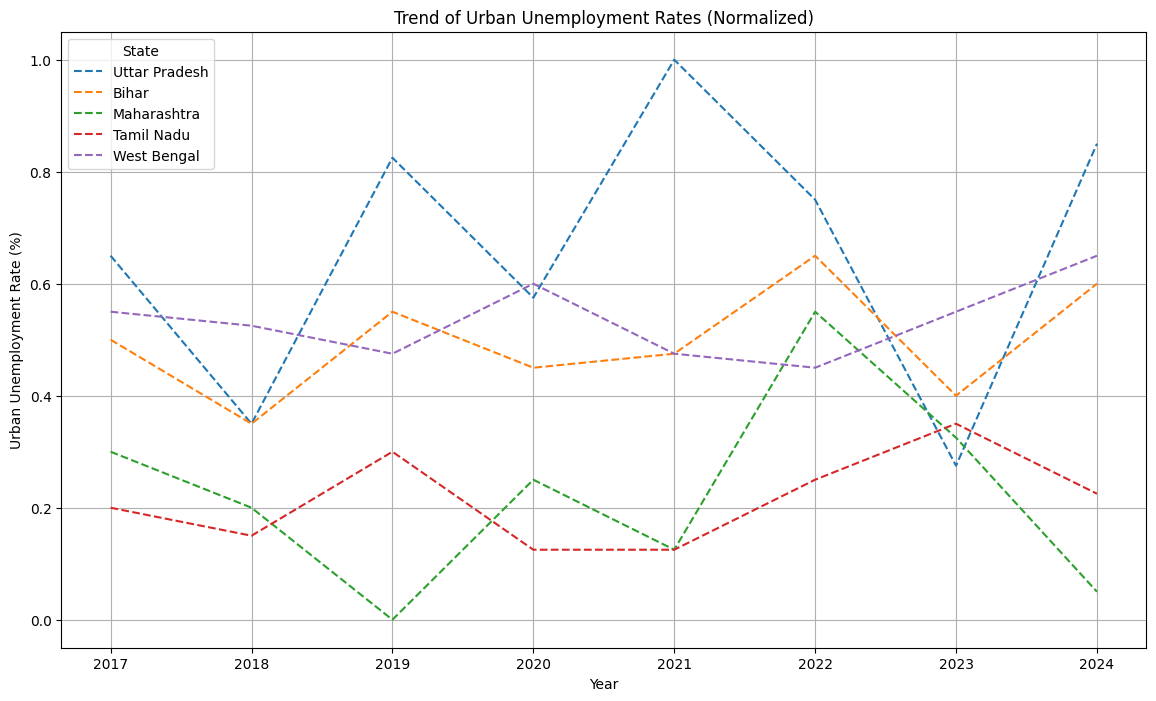 Trend of Urban Unemployment Rates (Normalized)
State
Uttar Pradesh
Bihar
Maharashtra
Tamil Nadu
West Bengal
Urban Unemployment Rate (%)
1.0
0.8
0.6
0.4
0.2
0.0
2017 2018 2019 2020 2021 2022 2023 2024
Year